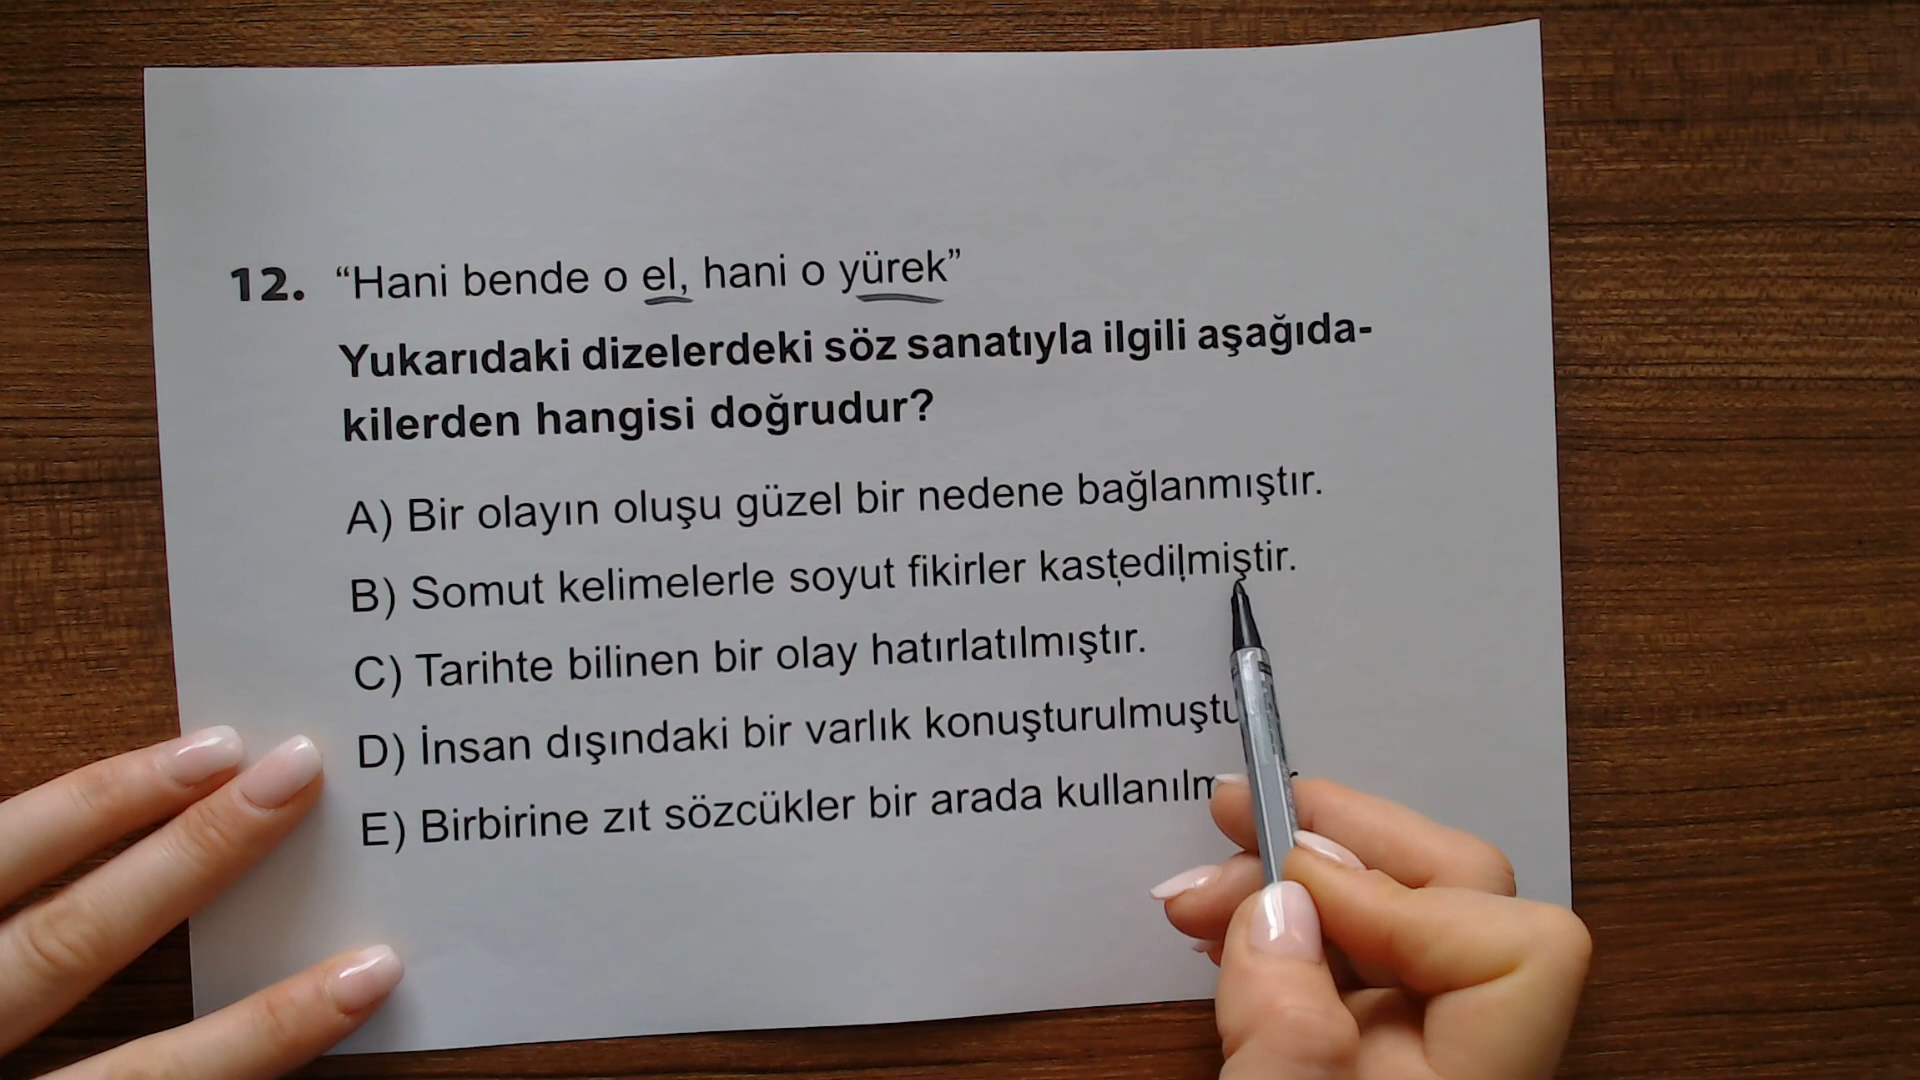 12. “Hani bende o el, hani o yürek”
Yukarıdaki dizelerdeki söz sanatıyla ilgili aşağıda-
kilerden hangisi doğrudur?
A) Bir olayın oluşu güzel bir nedene bağlanmıştır.
B) Somut kelimelerle soyut fikirler kastedilmiştir.
C) Tarihte bilinen bir olay hatırlatılmıştır.
D) İnsan dışındaki bir varlık
E) Birbirine zıt sözcükler bir arada